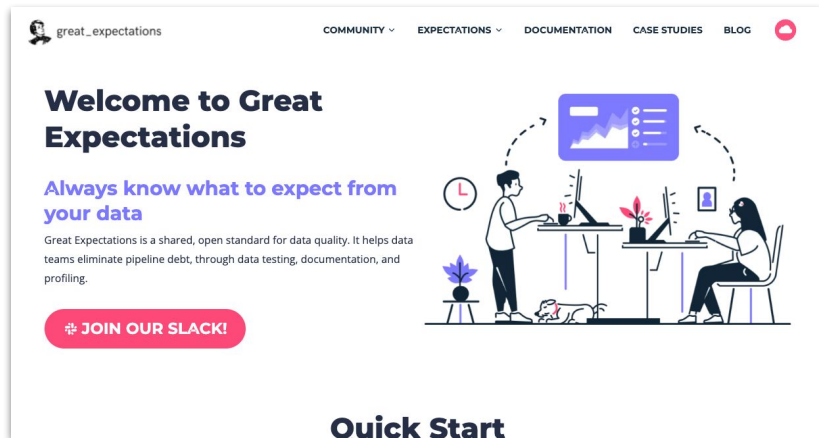 great_expectations
COMMUNITY
EXPECTATIONS
DOCUMENTATION
CASE STUDIES
BLOG
Welcome to Great
Expectations
Always know what to expect from
your data
Great Expectations is a shared, open standard for data quality. It helps data
teams eliminate pipeline debt, through data testing, documentation, and
profiling.
JOIN OUR SLACK!
Quick Start